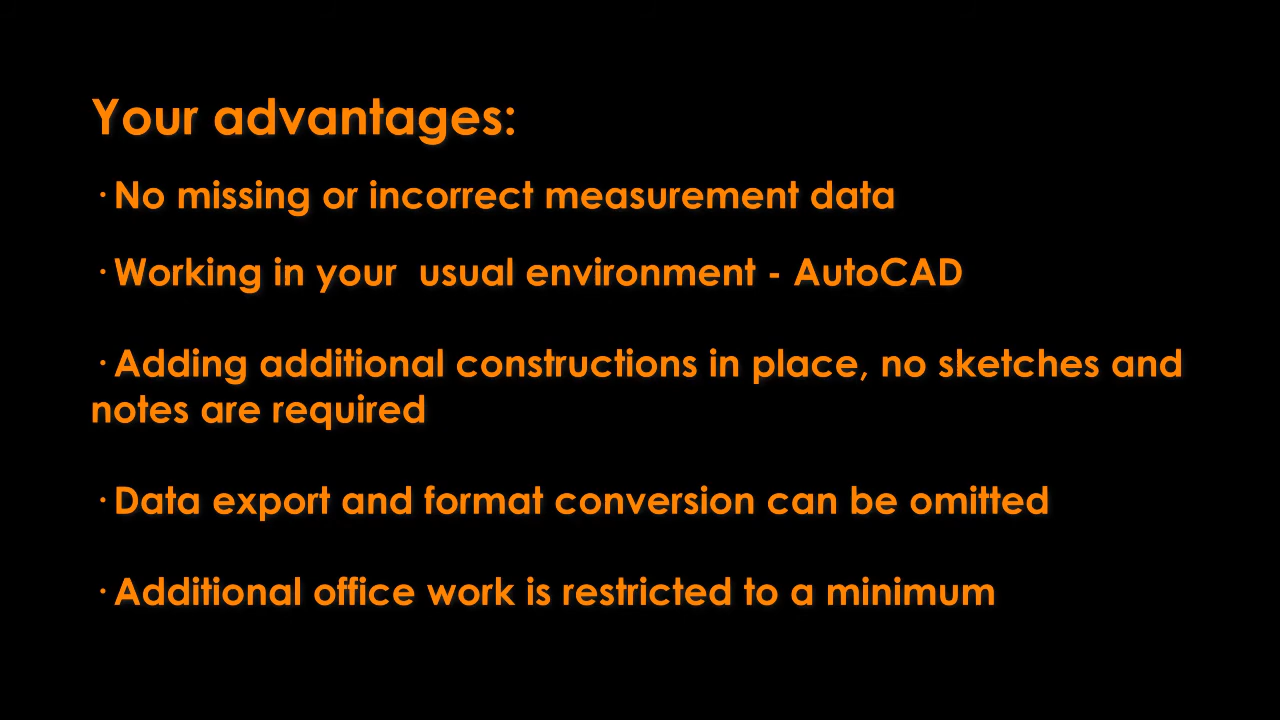 Your advantages:
· No missing or incorrect measurement data
· Working in your  usual environment - AutoCAD
· Adding additional constructions in place, no sketches and
notes are required
· Data export and format conversion can be omitted
· Additional office work is restricted to a minimum